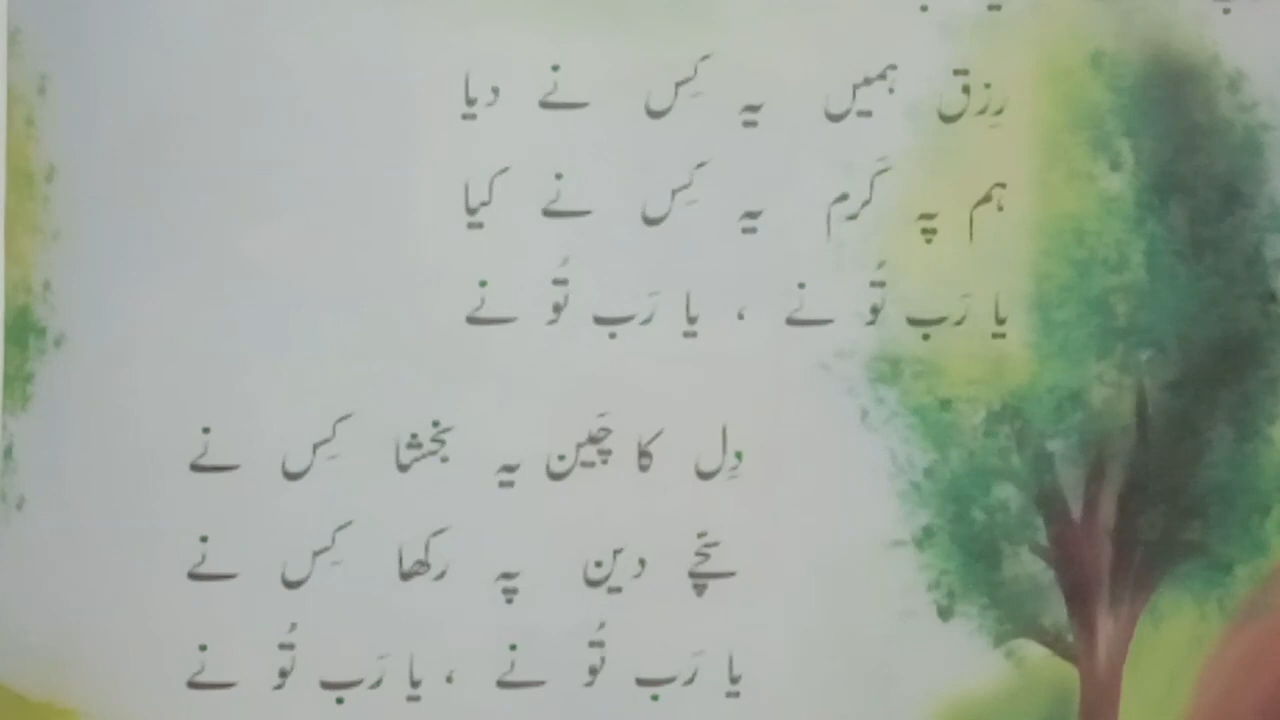 رِزق ہمیں یہ کِس نے دیا
ہم پہ کَرم یہ کِس نے کیا
یا رَب تُو نے ، یا رَب تُو نے
دِل کا چَین یہ بخشا کِس نے
سَچّے دین پہ رکھا کِس نے
یا رَب تُو نے ، یا رَب تُو نے